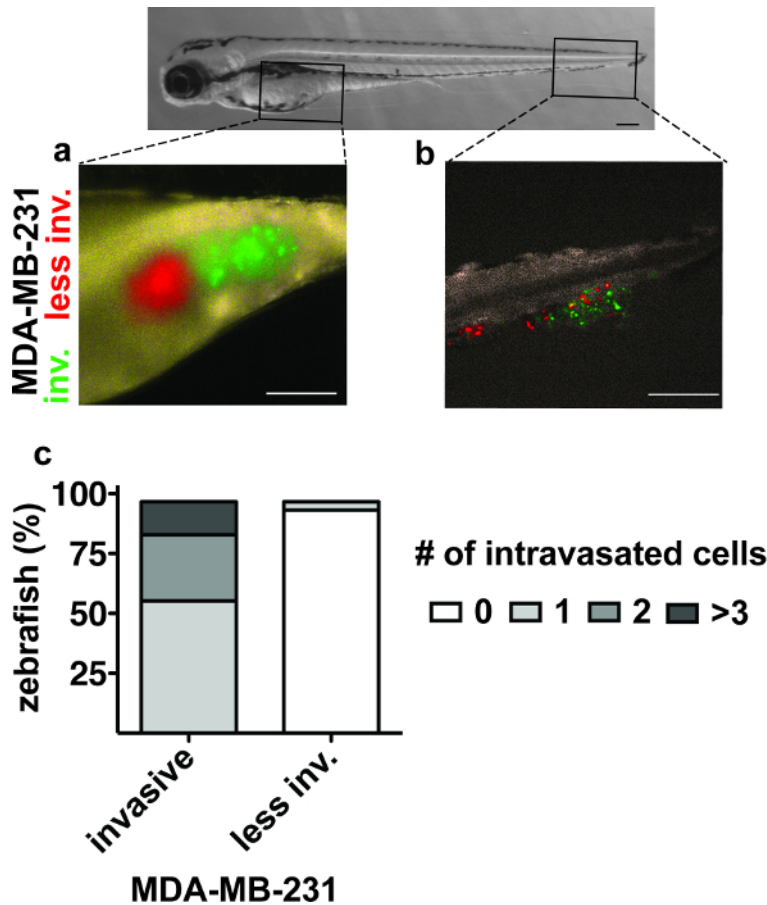 a
b
MDA-MB-231
inv. less inv.
c
zebrafish (%)
100
75
50
25
invasive
less inv.
MDA-MB-231
# of intravasated cells
0 1 2 >3